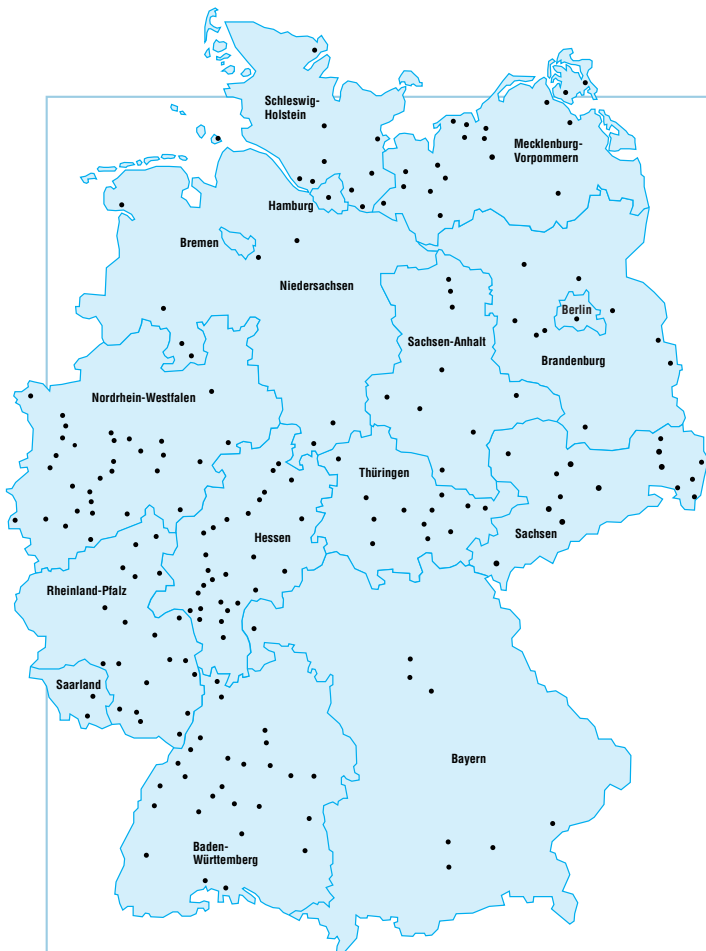 Schleswig-
Holstein
Mecklenburg-
Vorpommern
Hamburg
Bremen
Niedersachsen
Berlin
Sachsen-Anhalt
Brandenburg
Nordrhein-Westfalen
Thüringen
Hessen
Sachsen
Rheinland-Pfalz
Saarland
Bayern
Baden-
Württemberg